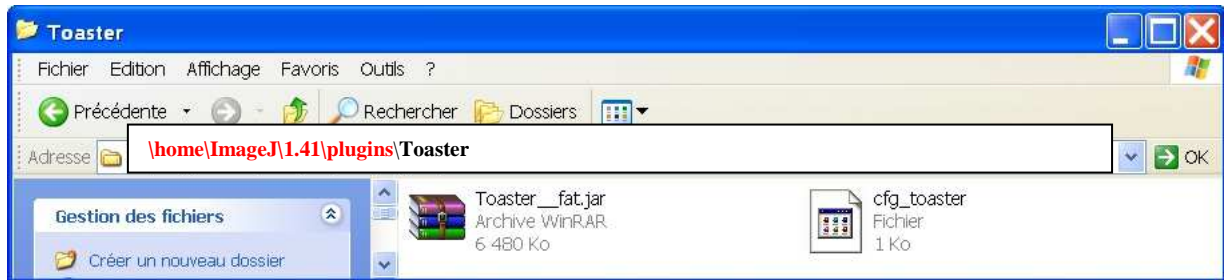 Toaster
Fichier Edition Affichage Favoris Outils ?
Précédente Rechercher Dossiers
Adresse \home\ImageJ\1.41\plugins\Toaster OK
Gestion des fichiers
Créer un nouveau dossier
Toaster__fat.jar
Archive WinRAR
6 480 Ko
cfg_toaster
Fichier
1 Ko